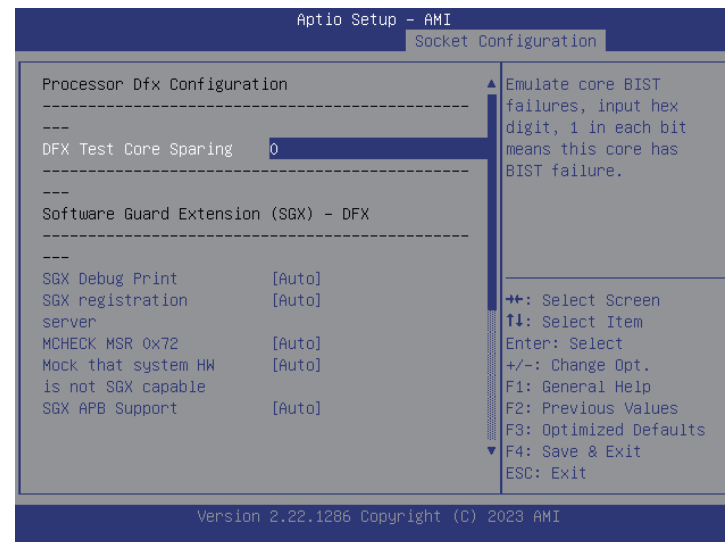 Aptio Setup – AMI
Socket Configuration
Processor Dfx Configuration
-----------------------------------------------
---
DFX Test Core Sparing 0
-----------------------------------------------
---
Software Guard Extension (SGX) – DFX
-----------------------------------------------
---
SGX Debug Print [Auto]
SGX registration [Auto]
server
MCHECK MSR 0x72 [Auto]
Mock that system HW [Auto]
is not SGX capable
SGX APB Support [Auto]
Emulate core BIST
failures, input hex
digit, 1 in each bit
means this core has
BIST failure.
→←: Select Screen
↑↓: Select Item
Enter: Select
+/-: Change Opt.
F1: General Help
F2: Previous Values
F3: Optimized Defaults
F4: Save & Exit
ESC: Exit
Version 2.22.1286 Copyright (C) 2023 AMI